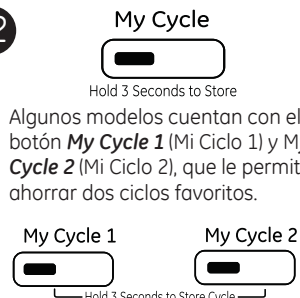 2
My Cycle
Hold 3 Seconds to Store
Algunos modelos cuentan con el
botón My Cycle 1 (Mi Ciclo 1) y My
Cycle 2 (Mi Ciclo 2), que le permit
ahorrar dos ciclos favoritos.
My Cycle 1 My Cycle 2
Hold 3 Seconds to Store Cycle